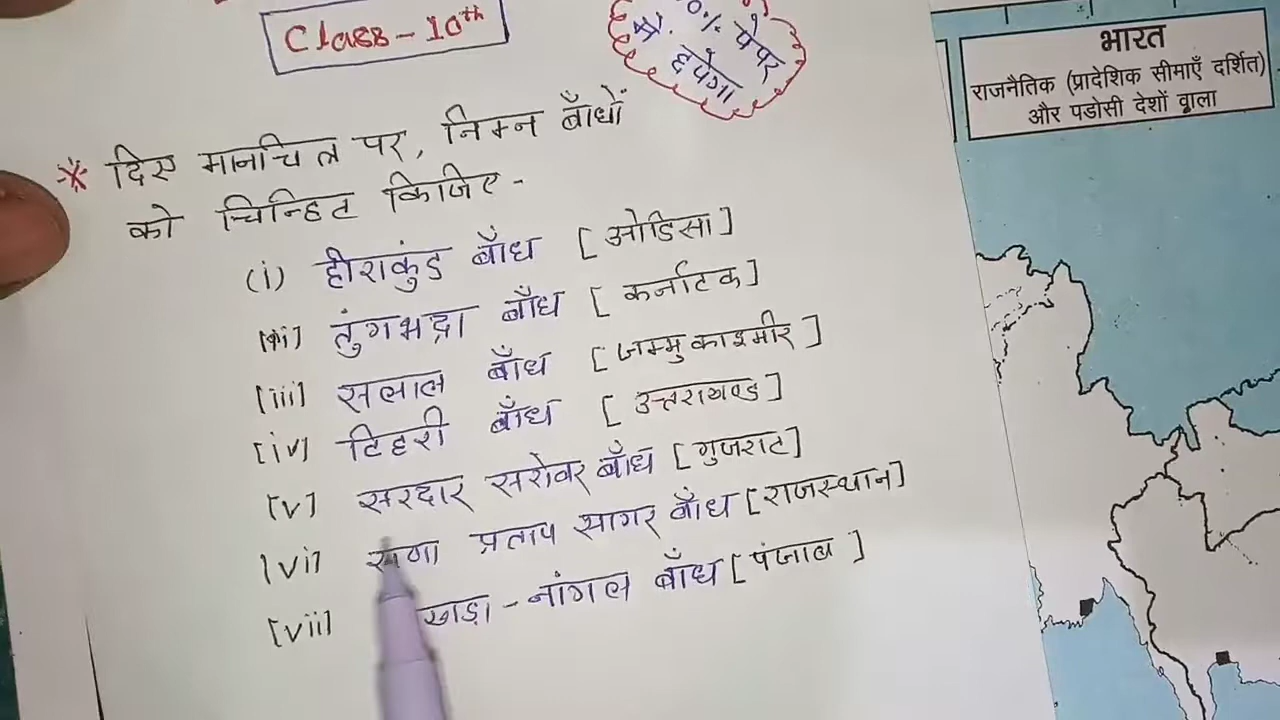 Class - 10th
0% पेपर
में छपेगा
* दिए मानचित्र पर, निम्न बाँधों
को चिन्हित किजिए -
(i) हीराकुंड बाँध [ओडिसा]
[ii] तुंगभद्रा बाँध [कर्नाटक]
[iii] सलाल बाँध [जम्मुकाश्मीर]
[iv] टिहरी बाँध [उत्तराखण्ड]
[v] सरदार सरोवर बाँध [गुजराट]
[vi] राणा प्रताप सागर बाँध [राजस्थान]
[vii] खड़ा - नांगल बाँध [पंजाब]
भारत
राजनैतिक (प्रादेशिक सीमाएँ दर्शित)
और पडोसी देशों वाला